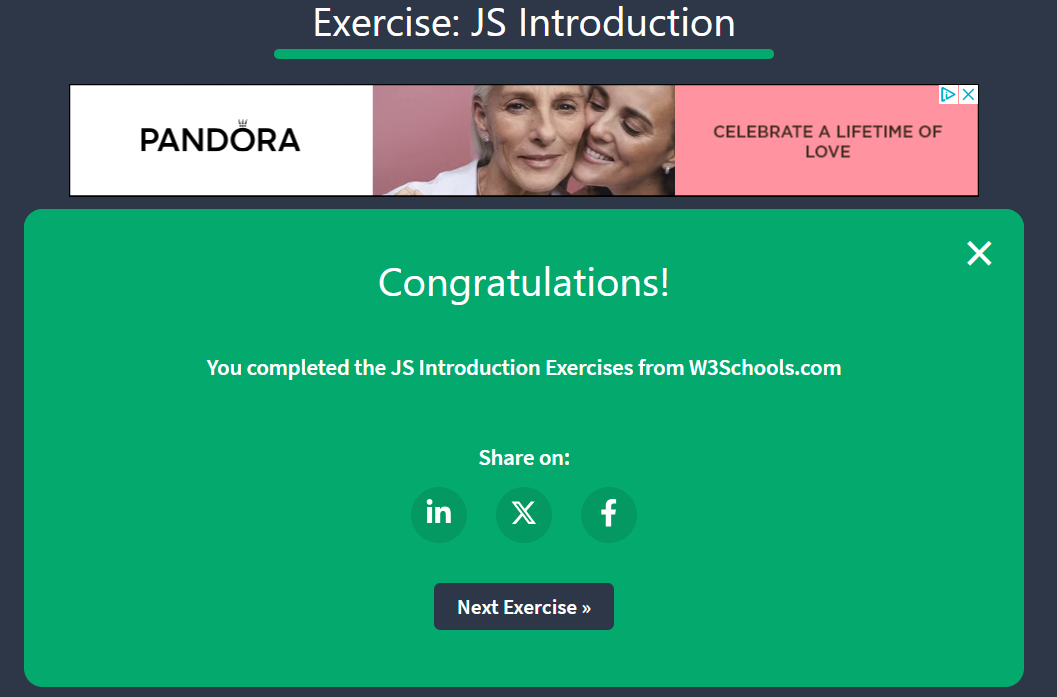 Exercise: JS Introduction
PANDÖRA
CELEBRATE A LIFETIME OF
LOVE
Congratulations!
You completed the JS Introduction Exercises from W3Schools.com
Share on:
in
X
f
Next Exercise »